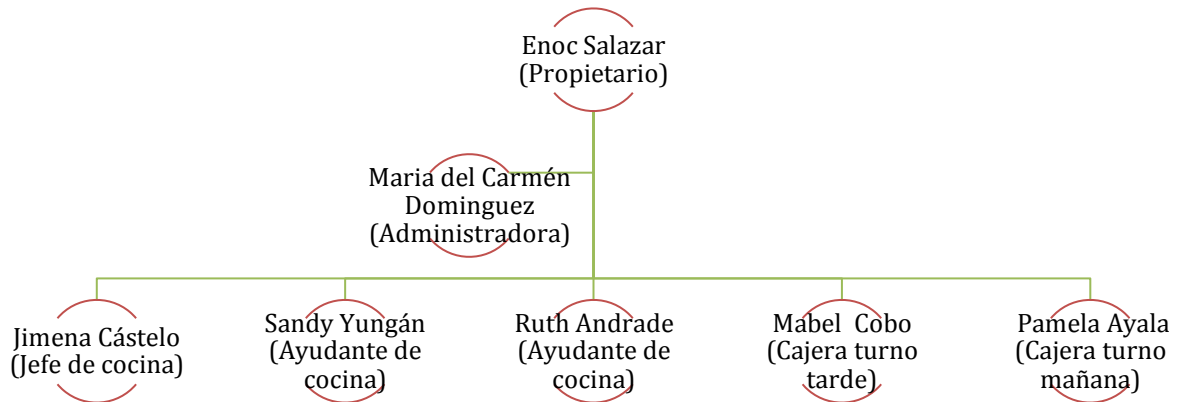 Enoc Salazar
(Propietario)
Maria del Carmén
Dominguez
(Administradora)
Jimena Cástelo
(Jefe de cocina)
Sandy Yungán
(Ayudante de
cocina)
Ruth Andrade
(Ayudante de
cocina)
Mabel  Cobo
(Cajera turno
tarde)
Pamela Ayala
(Cajera turno
mañana)